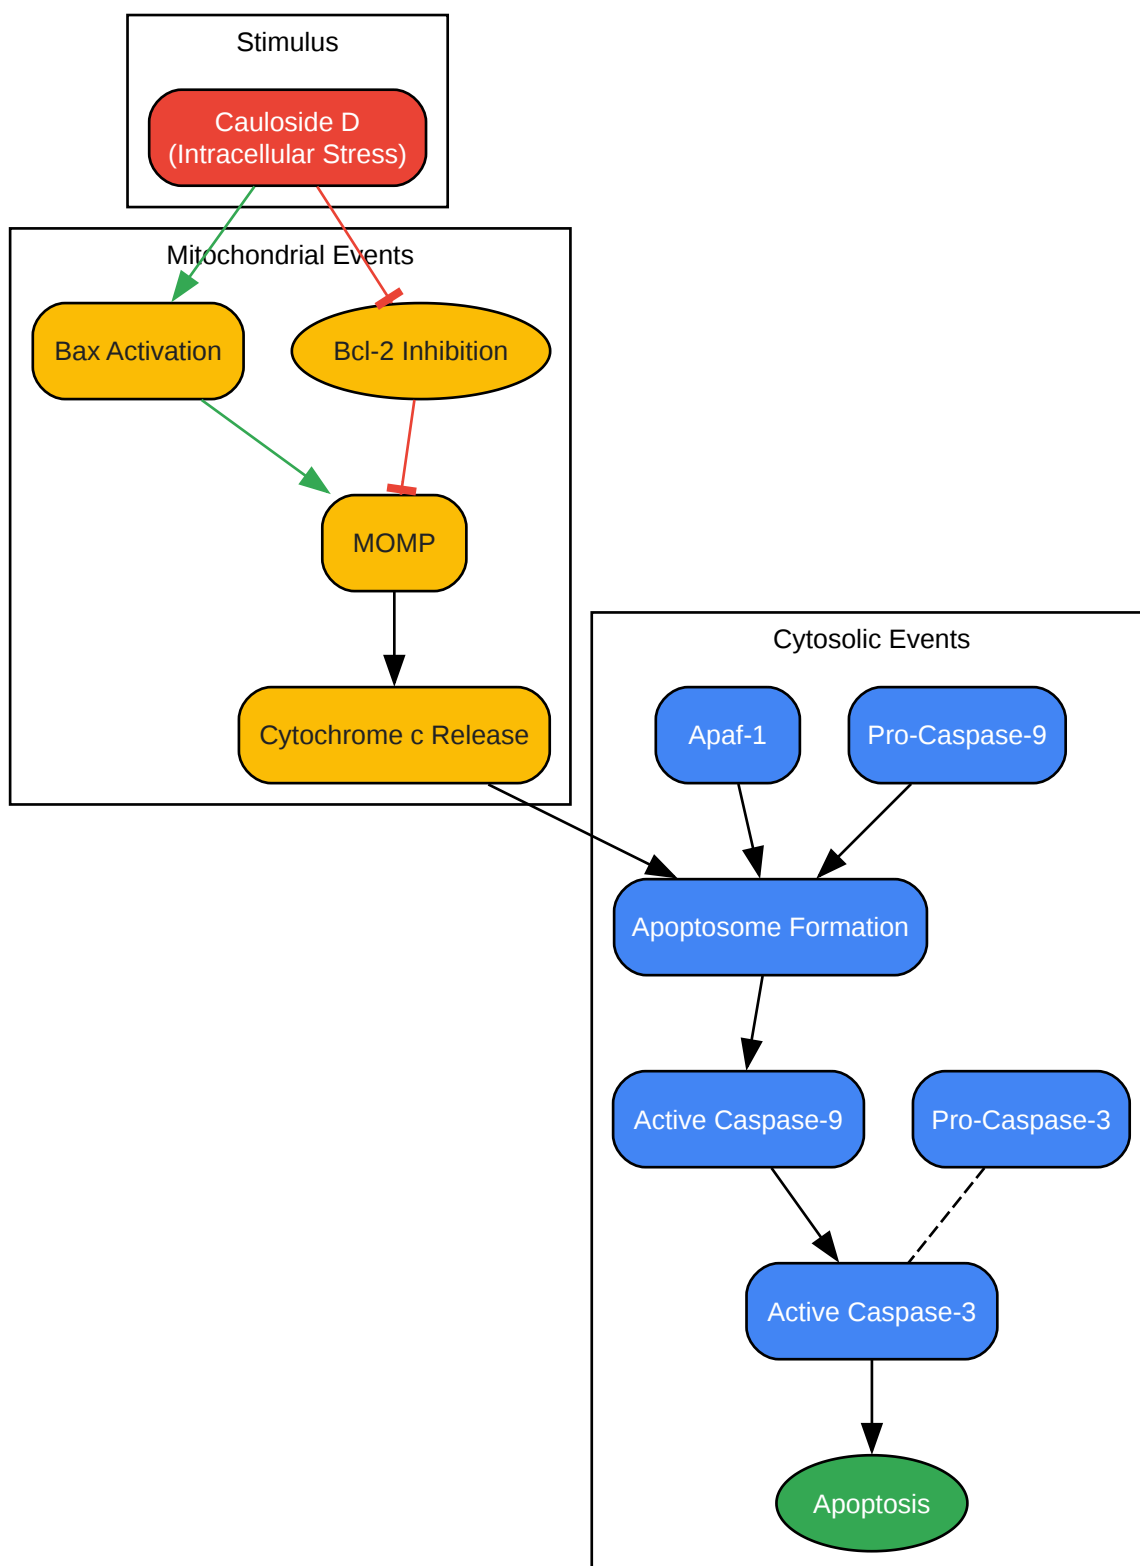 Stimulus
Cauloside D
(Intracellular Stress)
Mitochondrial Events
Bax Activation
Bcl-2 Inhibition
MOMP
Cytochrome c Release
Cytosolic Events
Apaf-1
Pro-Caspase-9
Apoptosome Formation
Active Caspase-9
Pro-Caspase-3
Active Caspase-3
Apoptosis